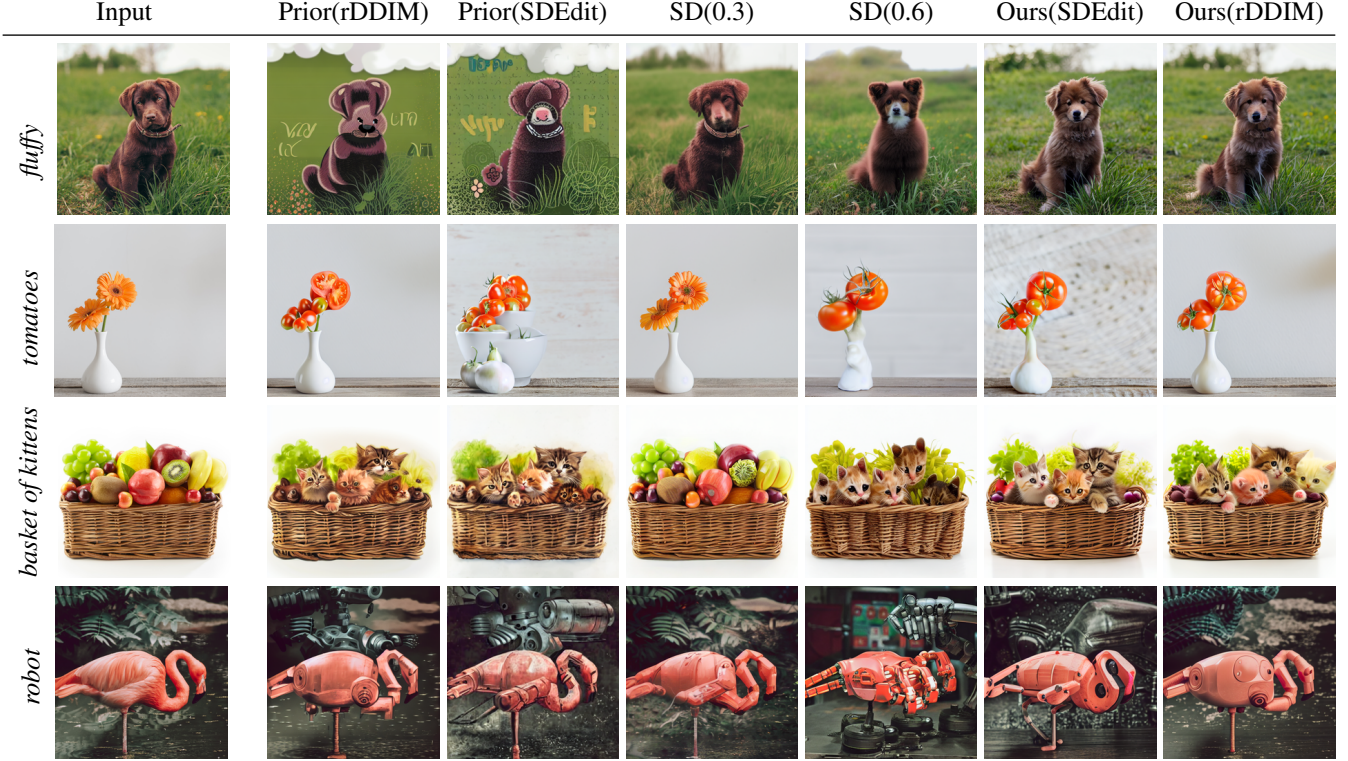 Input Prior(rDDIM) Prior(SDEdit) SD(0.3) SD(0.6) Ours(SDEdit) Ours(rDDIM)
fluffy
tomatoes
basket of kittens
robot